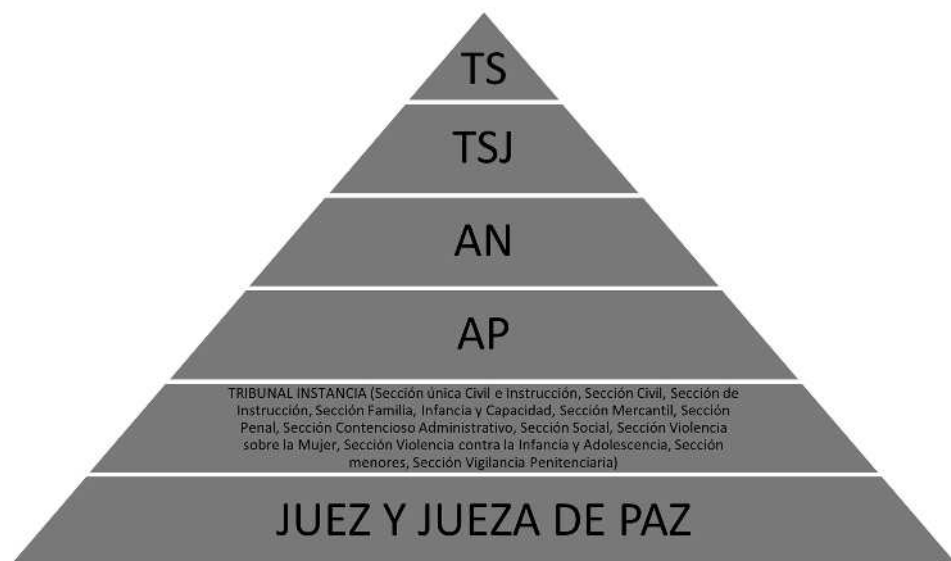 TS
TSJ
AN
AP
TRIBUNAL INSTANCIA (Sección única Civil e Instrucción, Sección Civil, Sección de
Instrucción, Sección Familia, Infancia y Capacidad, Sección Mercantil, Sección
Penal, Sección Contencioso Administrativo, Sección Social, Sección Violencia
sobre la Mujer, Sección Violencia contra la Infancia y Adolescencia, Sección
menores, Sección Vigilancia Penitenciaria)
JUEZ Y JUEZA DE PAZ